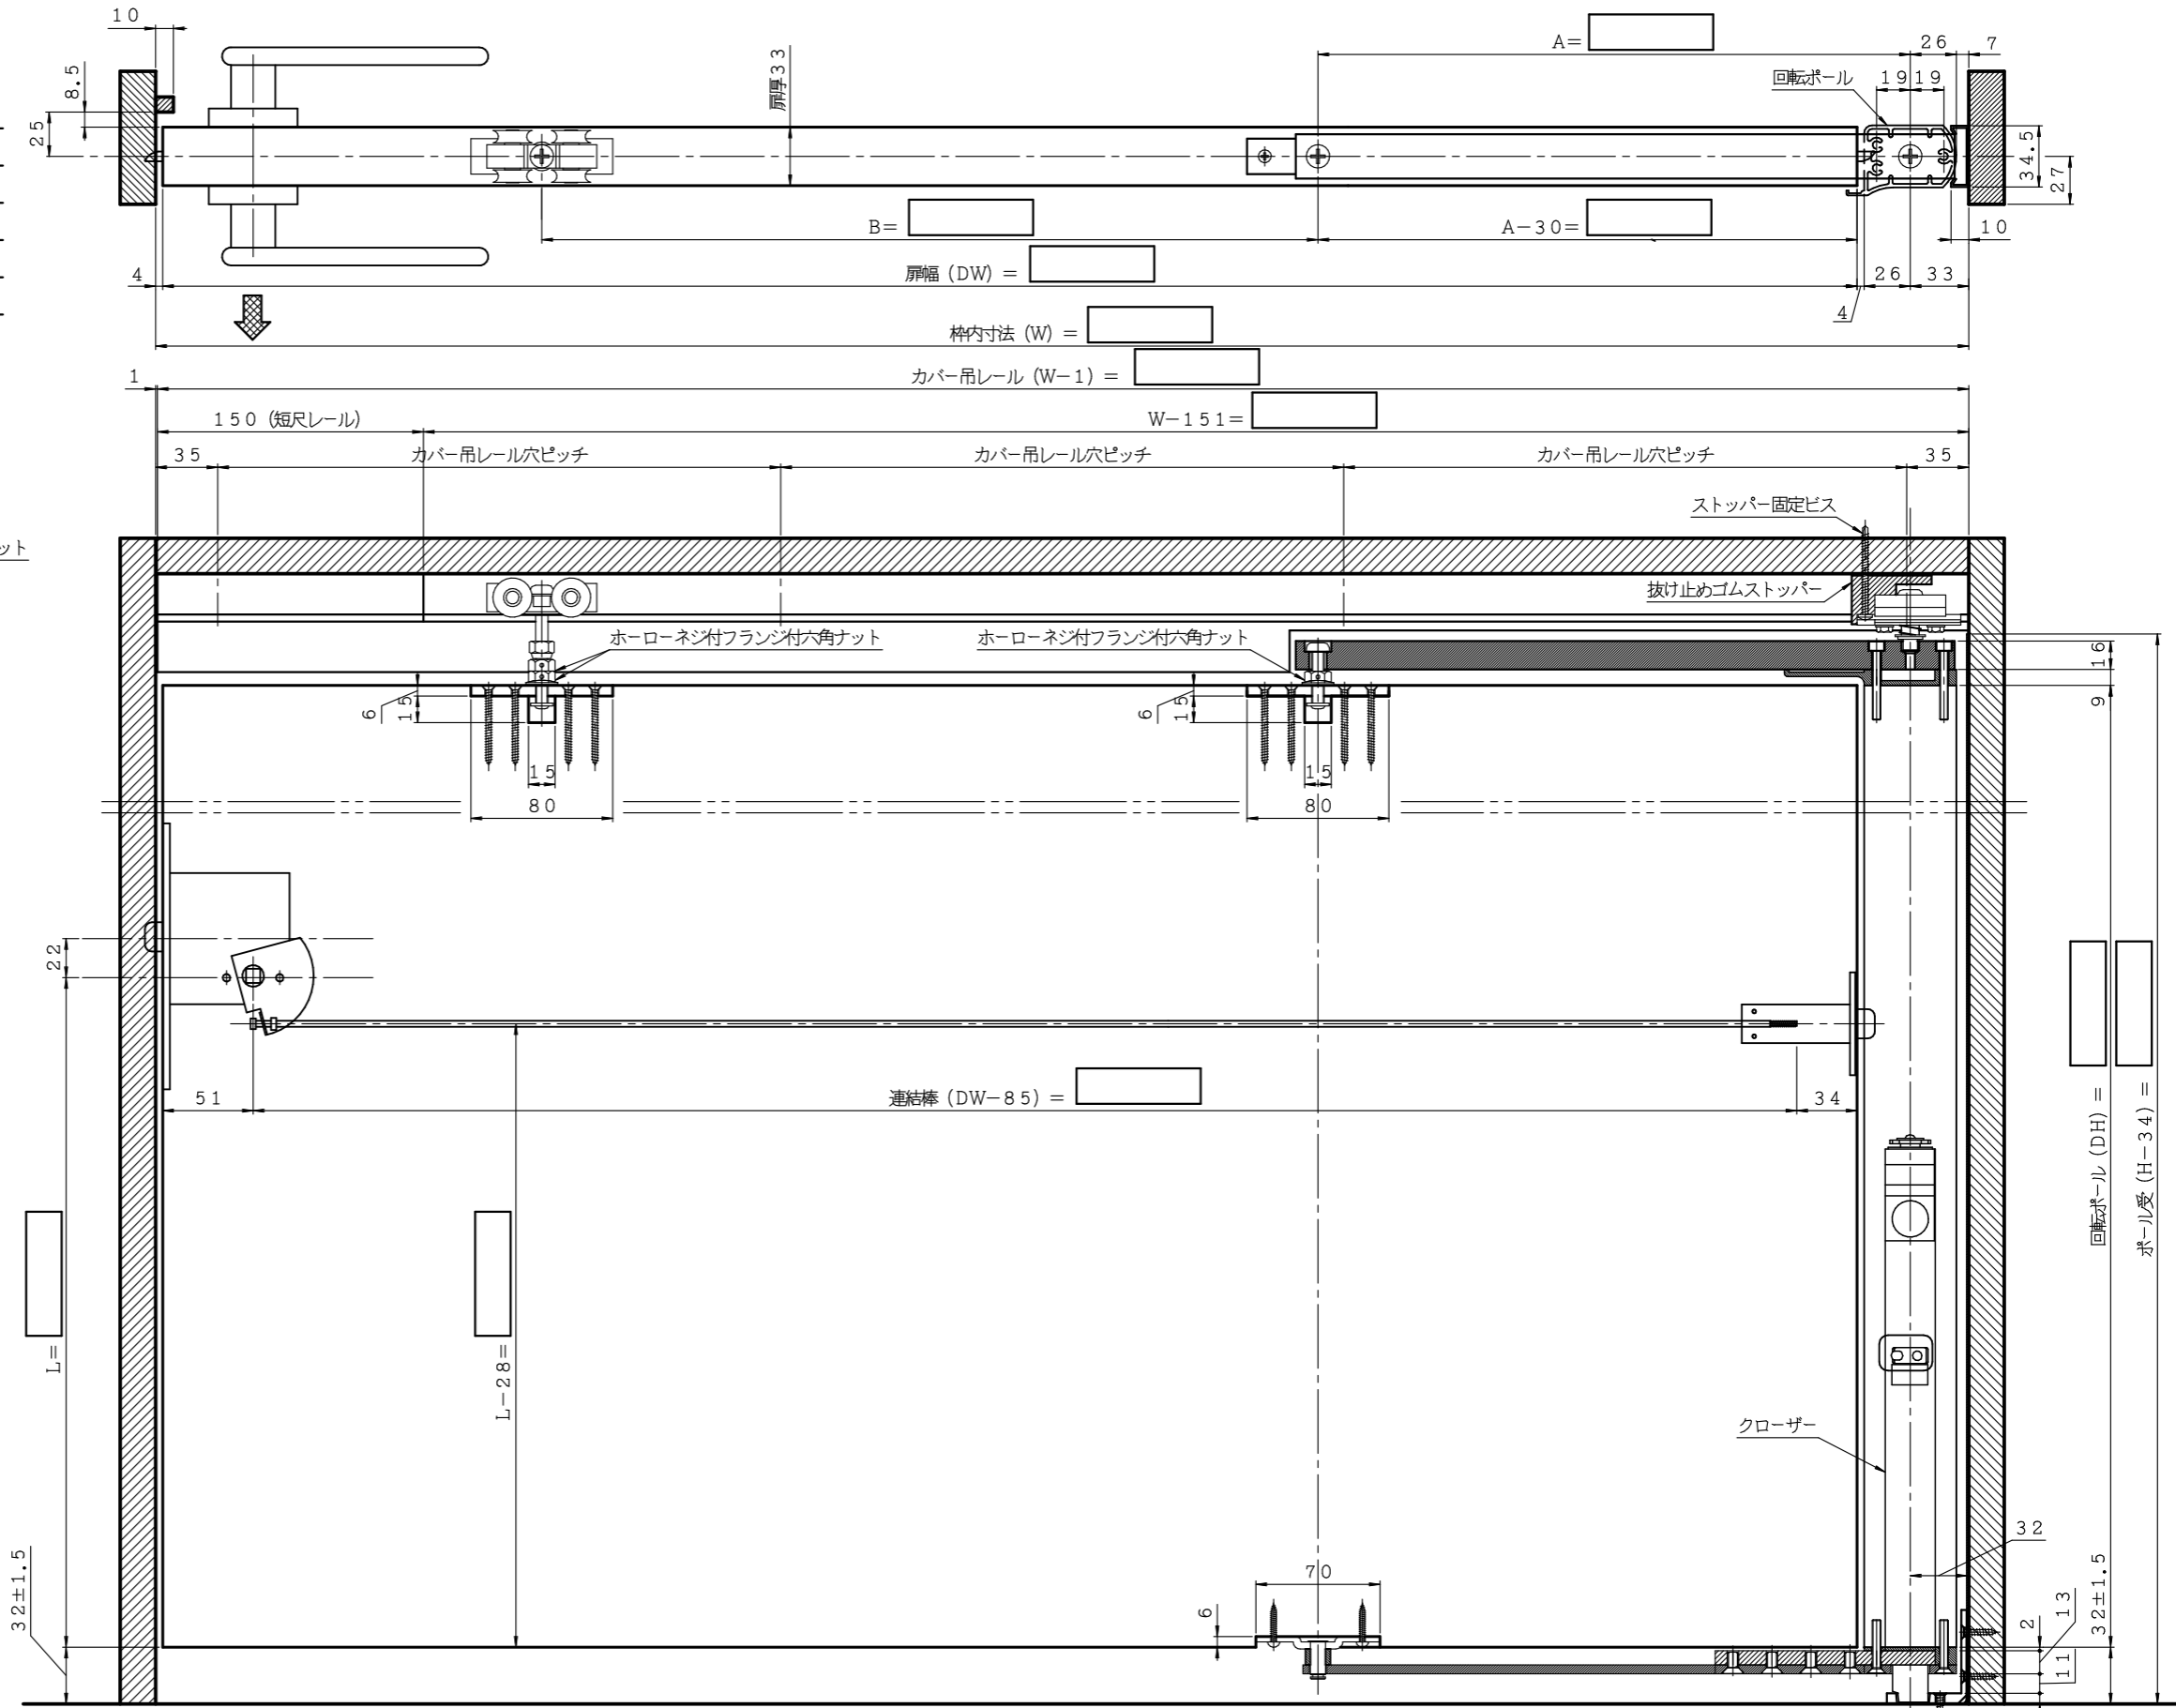 10
A=
26
7
8.5
25
扉厚33
回転ポール
19
19
34.5
27
B=
A-30=
10
4
扉幅(DW)=
26
33
4
枠内寸法(W)=
1
カバー吊レール(W-1)=
150(短尺レール)
W-151=
35
カバー吊レール穴ピッチ
カバー吊レール穴ピッチ
カバー吊レール穴ピッチ
35
ストッパー固定ビス
ット
抜け止めゴムストッパー
ホーローネジ付フランジ付六角ナット
ホーローネジ付フランジ付六角ナット
16
9
6
15
6
15
15
80
15
80
22
51
連結棒(DW-85)=
34
回転ポール(DH)=
ポール受(H-34)=
L=
L-28=
クローザー
32
70
6
32±1.5
32±1.5
2
13
11